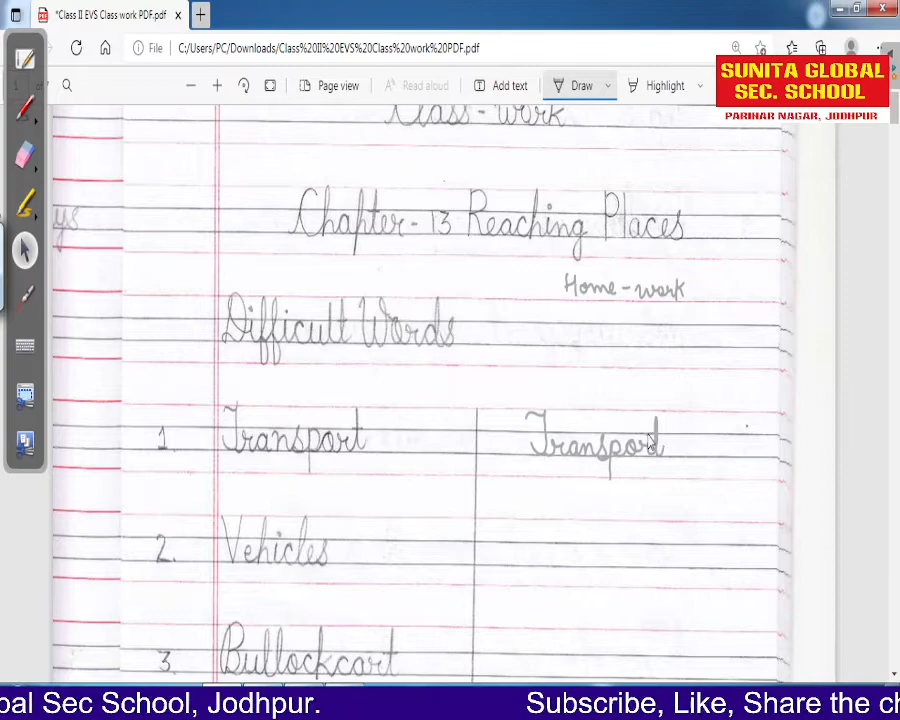 *Class II EVS Class work PDF.pdf
File C:/Users/PC/Downloads/Class%20II%20EVS%20Class%20work%20PDF.pdf
Page view Read aloud Add text Draw Highlight
SUNITA GLOBAL
SEC. SCHOOL
PARIHAR NAGAR, JODHPUR
Class - work
Chapter - 13 Reaching Places
ys
Home - work
Difficult Words
1. Transport Transport
2. Vehicles
3. Bullockcart
bal Sec School, Jodhpur. Subscribe, Like, Share the ch